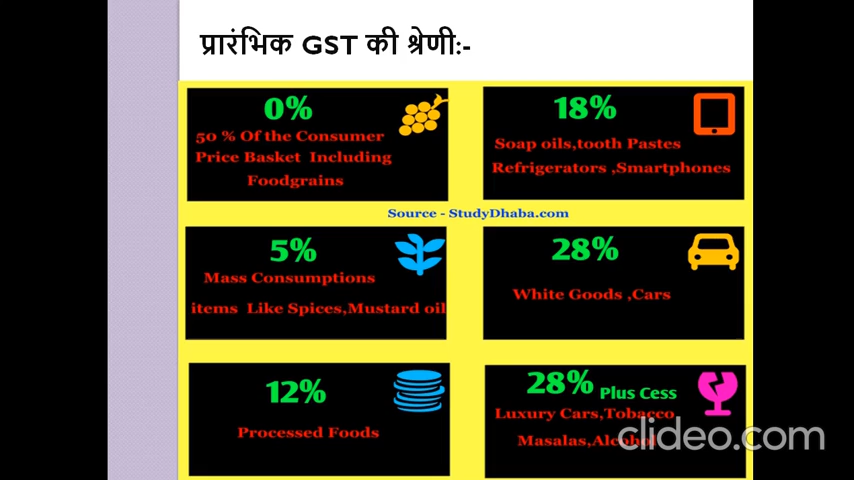 प्रारंभिक GST की श्रेणी:-
0%
50 % Of the Consumer
Price Basket Including
Foodgrains
18%
Soap oils,tooth Pastes
Refrigerators ,Smartphones
Source - StudyDhaba.com
5%
Mass Consumptions
items Like Spices,Mustard oil
28%
White Goods ,Cars
12%
Processed Foods
28% Plus Cess
Luxury Cars,Tobacco
Masalas,Alcohol
clideo.com